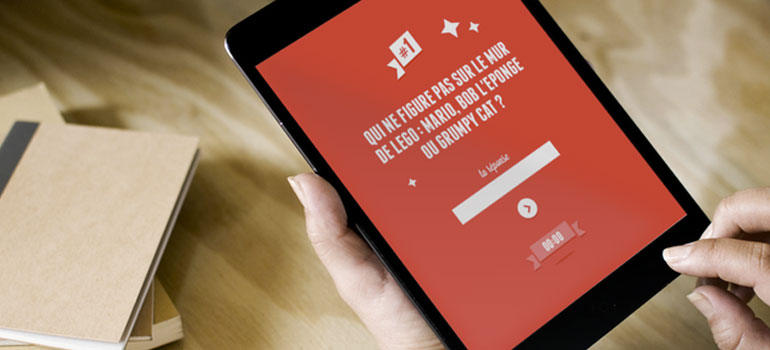 #1
QUI NE FIGURE PAS SUR LE MUR
DE LEGO : MARIO, BOB L'EPONGE
OU GRUMPY CAT ?
la réponse
00:00